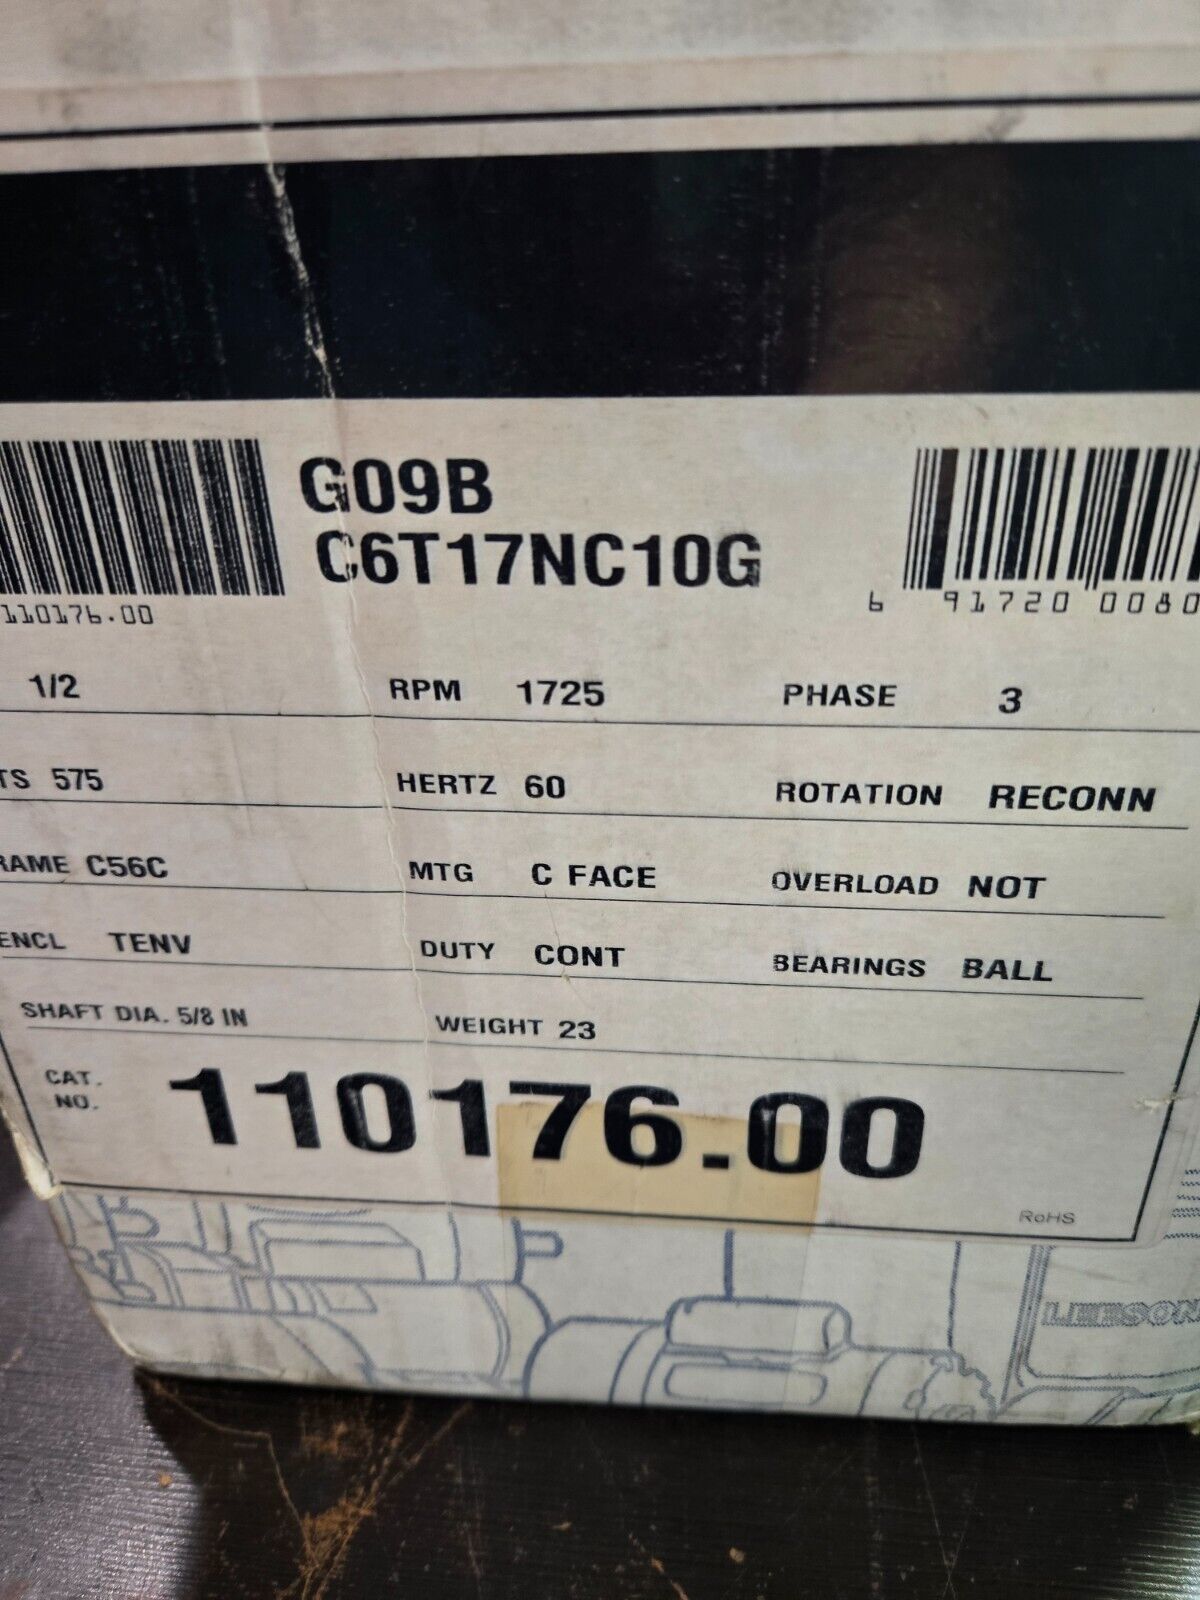 G09B
C6T17NC10G
110176.00
6 91720 0080
1/2 RPM 1725 PHASE 3
TS 575 HERTZ 60 ROTATION RECONN
RAME C56C MTG C FACE OVERLOAD NOT
ENCL TENV DUTY CONT BEARINGS BALL
SHAFT DIA. 5/8 IN WEIGHT 23
CAT.
NO. 110176.00
RoHS
LEESON